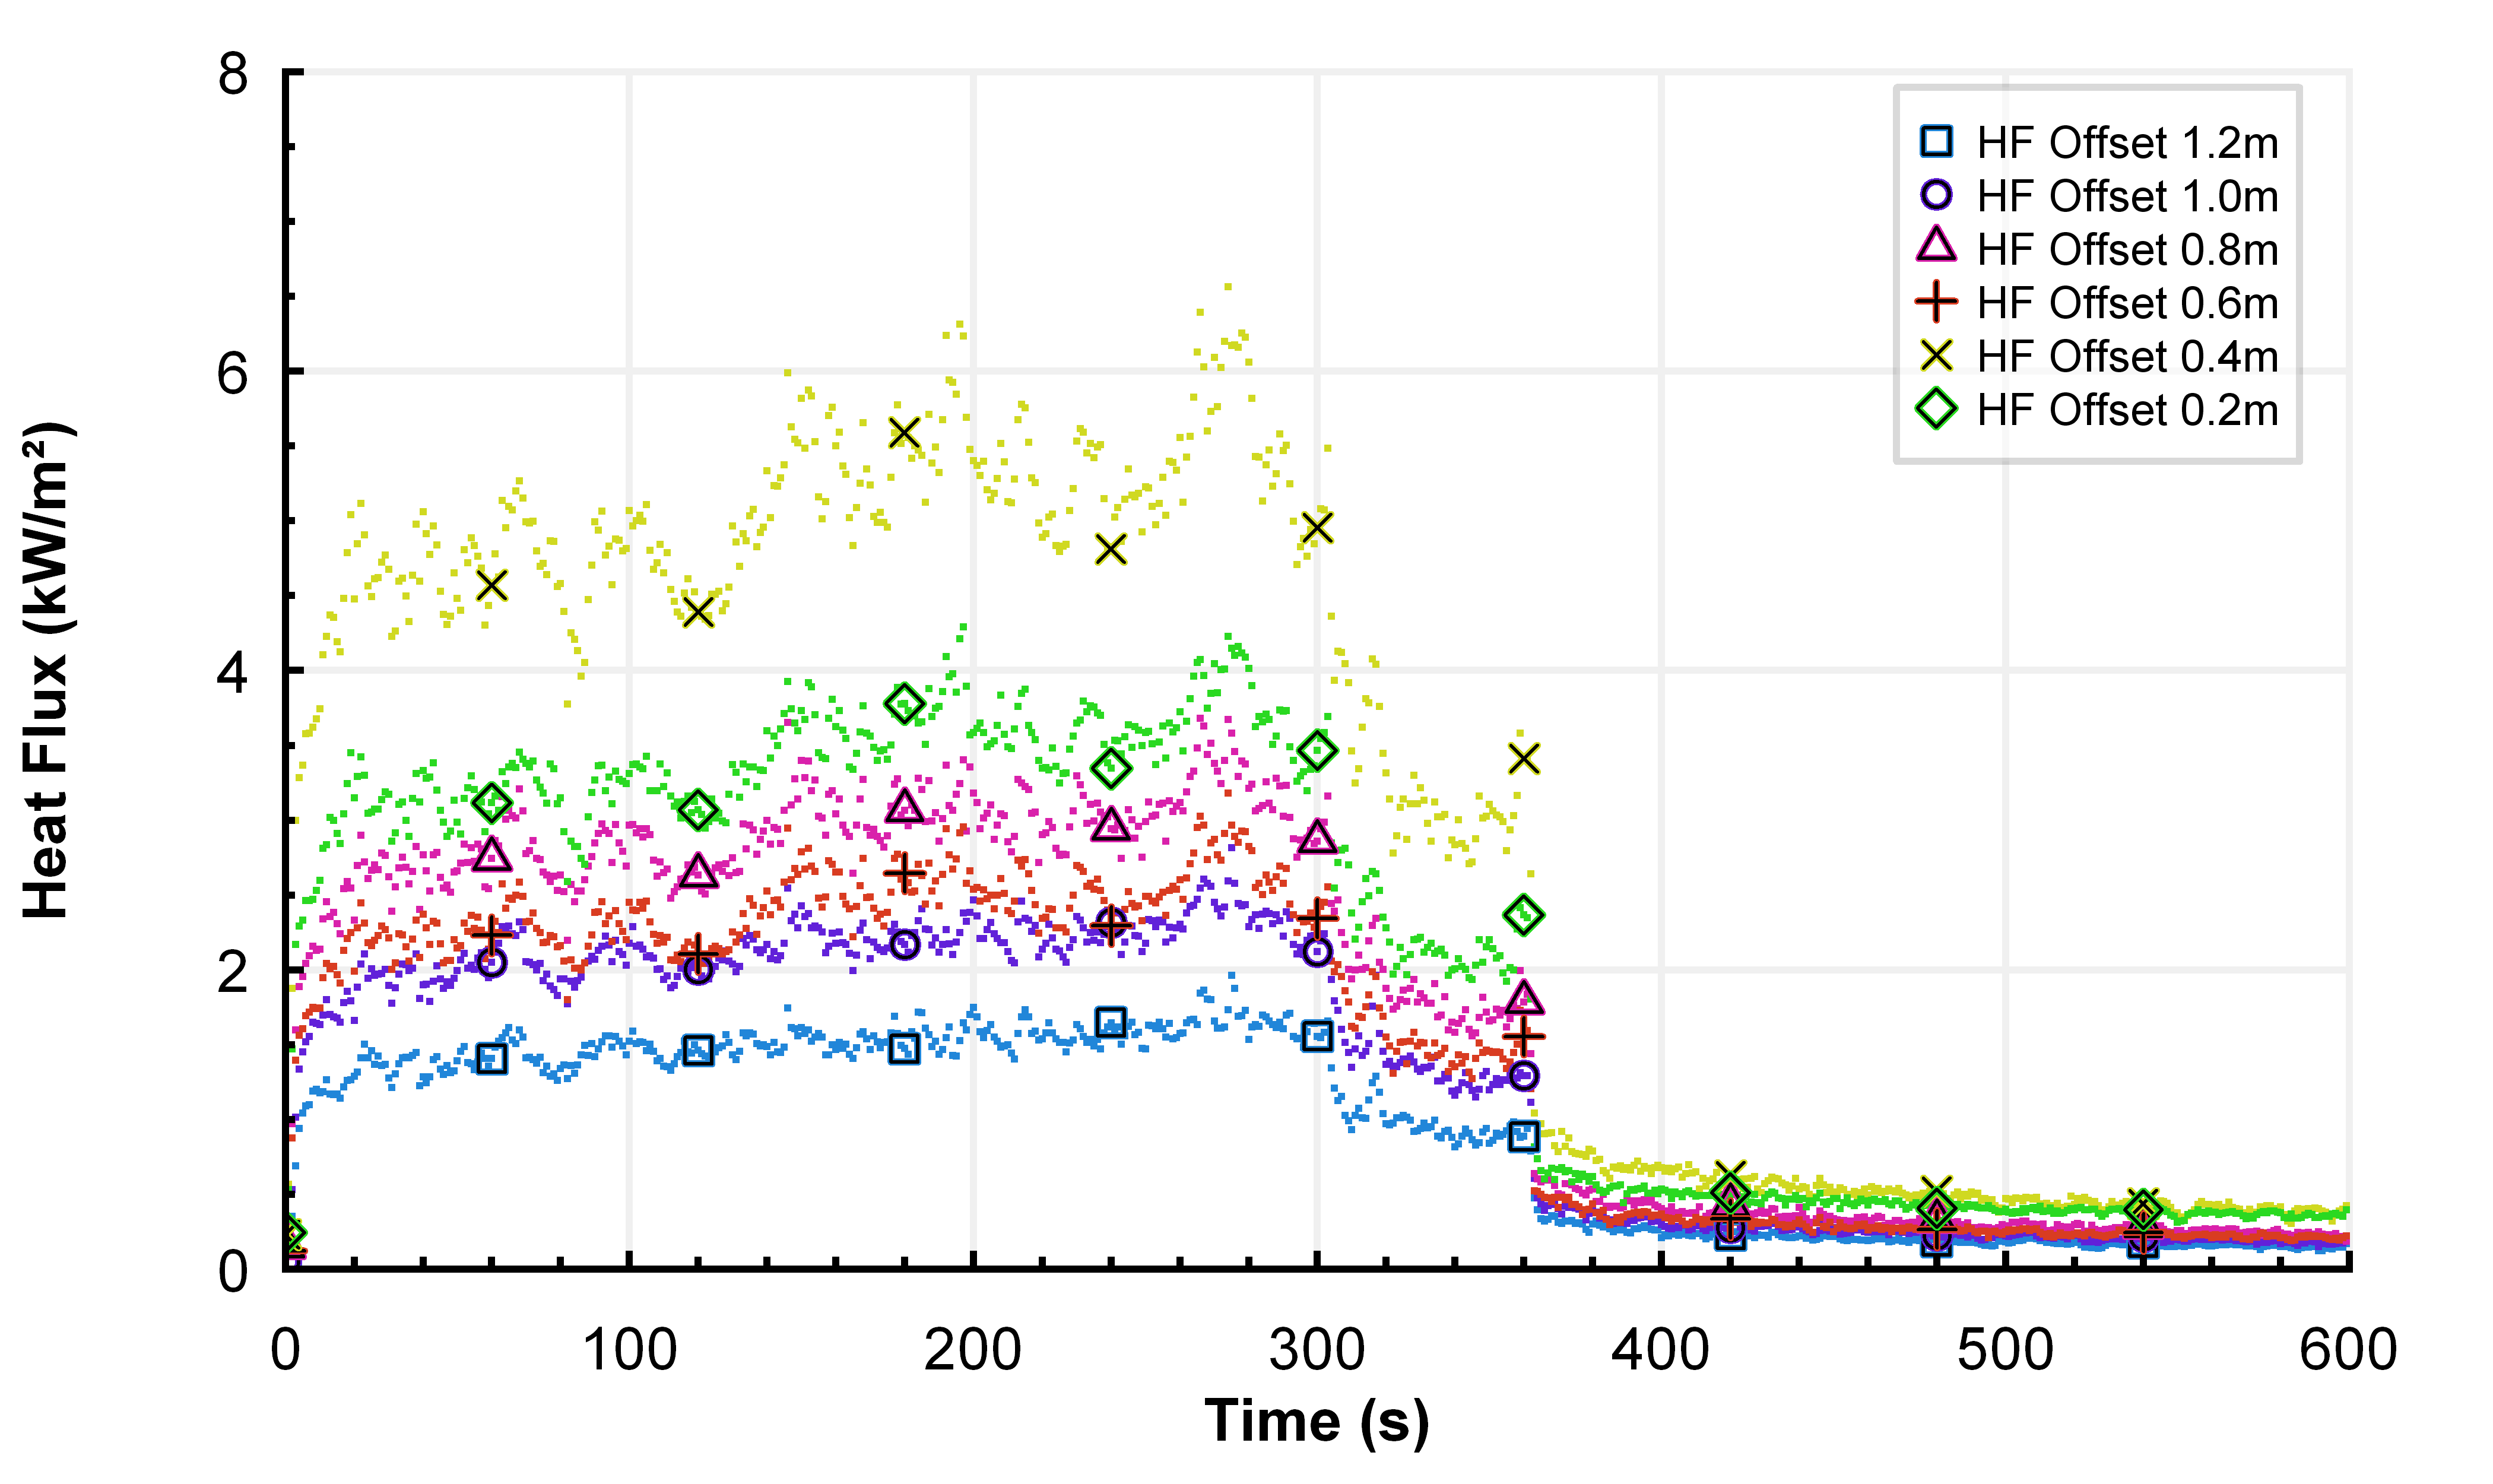 8
6
4
2
0
Heat Flux (kW/m²)
HF Offset 1.2m
HF Offset 1.0m
HF Offset 0.8m
HF Offset 0.6m
HF Offset 0.4m
HF Offset 0.2m
0 100 200 300 400 500 600
Time (s)